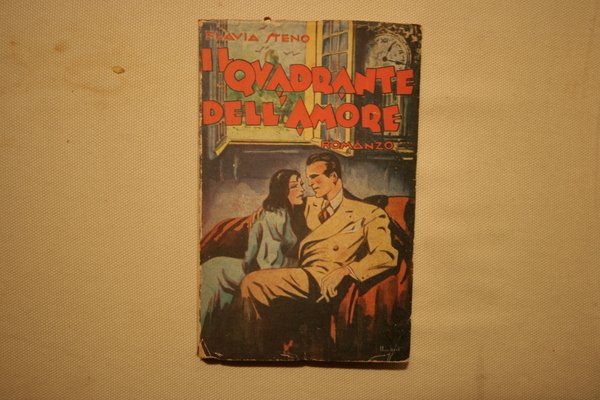 FLAVIA STENO
IL QUADRANTE
DELL'AMORE
ROMANZO